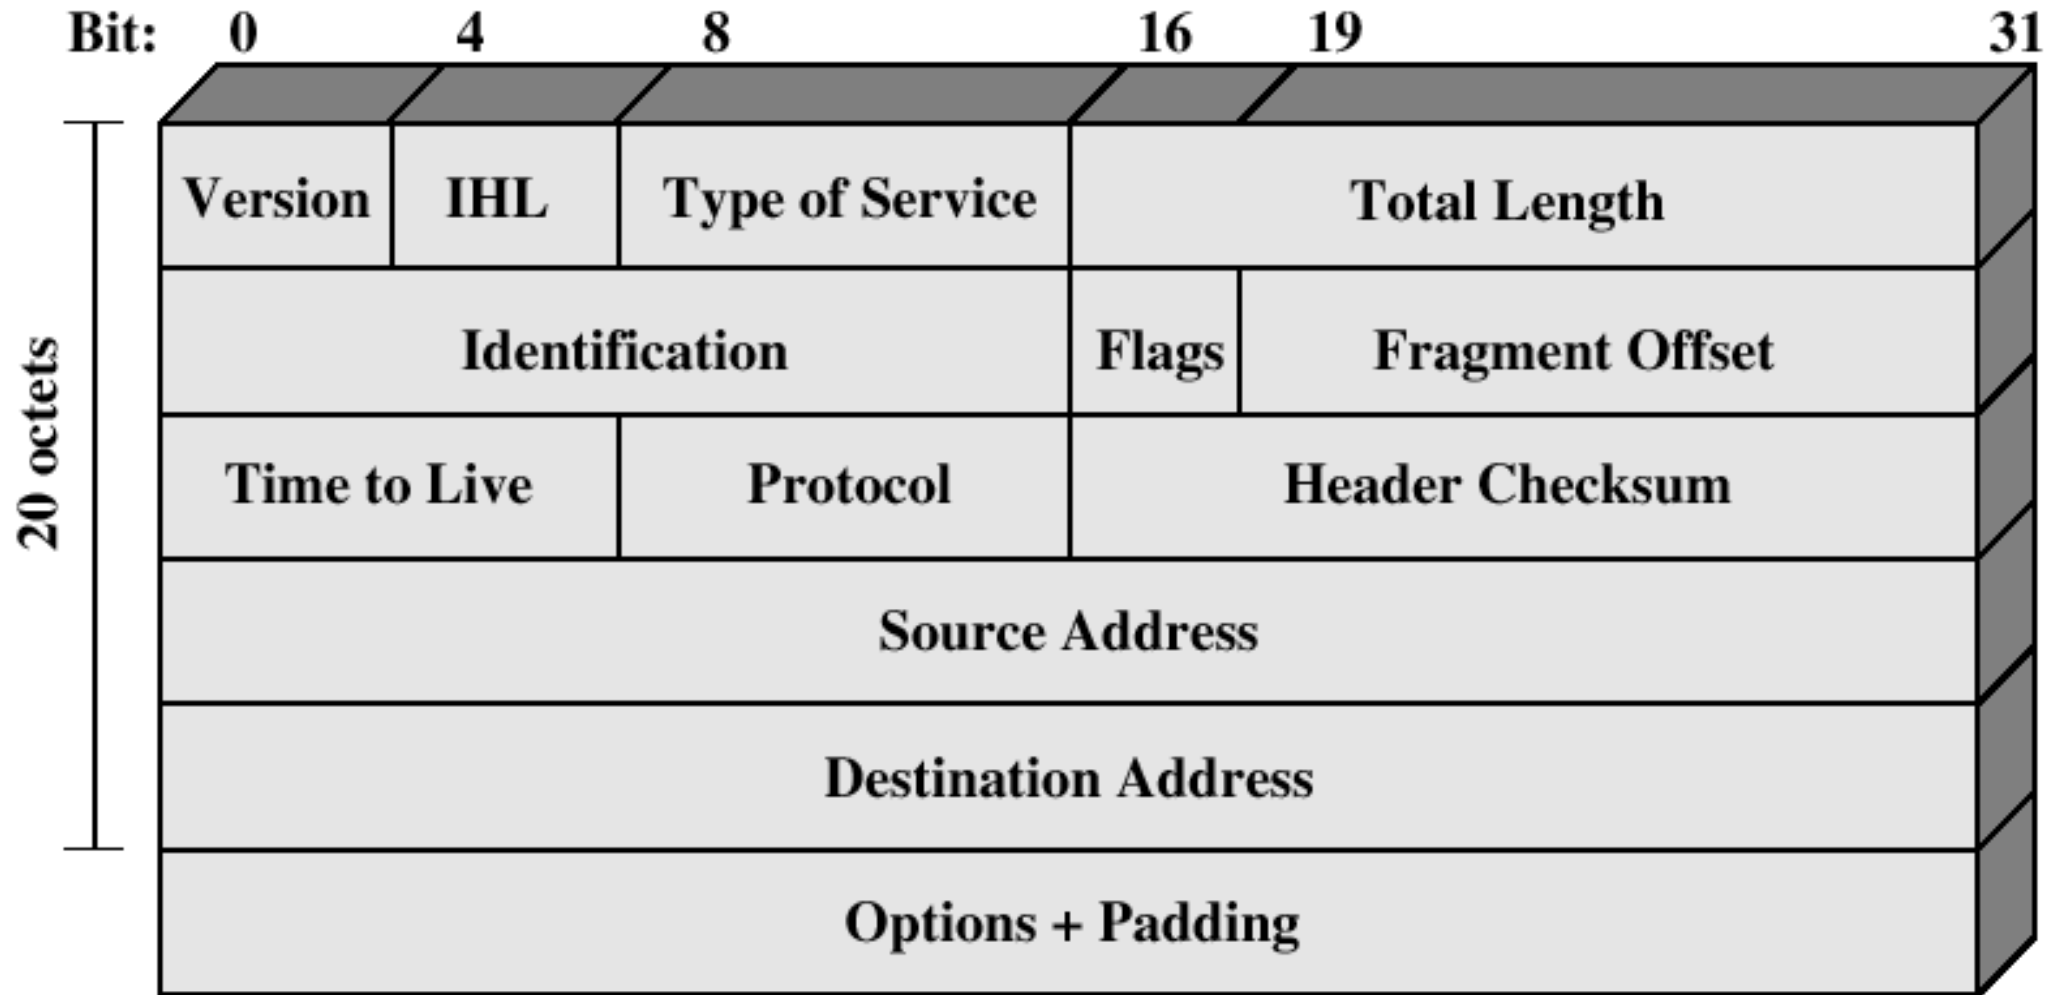 Bit: 0 4 8 16 19 31
Version IHL Type of Service Total Length
Identification Flags Fragment Offset
Time to Live Protocol Header Checksum
Source Address
Destination Address
Options + Padding
20 octets